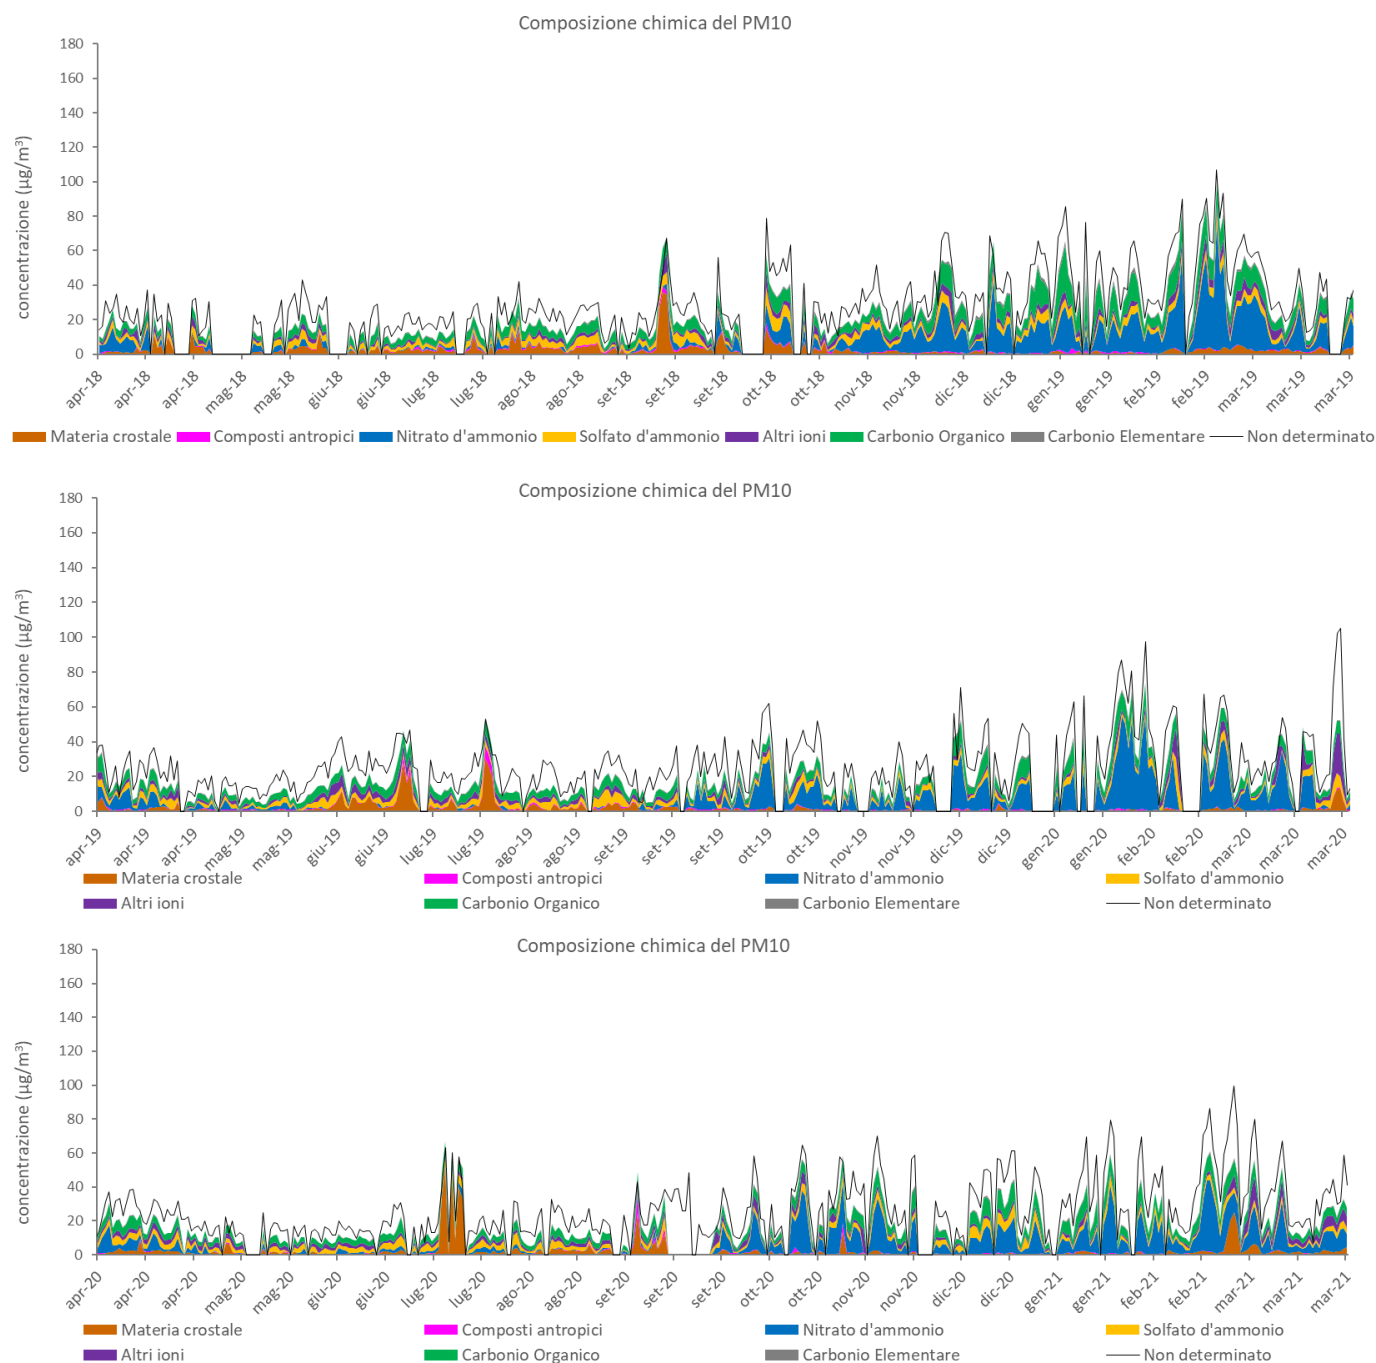 Composizione chimica del PM10
180
160
140
120
100
80
60
40
20
0
concentrazione (µg/m³)
apr-18 apr-18 apr-18 mag-18 mag-18 giu-18 giu-18 lug-18 lug-18 ago-18 ago-18 set-18 set-18 set-18 ott-18 ott-18 nov-18 nov-18 dic-18 dic-18 gen-19 gen-19 feb-19 feb-19 mar-19 mar-19 mar-19
Materia crostale Composti antropici Nitrato d'ammonio Solfato d'ammonio Altri ioni Carbonio Organico Carbonio Elementare Non determinato
Composizione chimica del PM10
180
160
140
120
100
80
60
40
20
0
concentrazione (µg/m³)
apr-19 apr-19 apr-19 mag-19 mag-19 giu-19 giu-19 lug-19 lug-19 ago-19 ago-19 set-19 set-19 set-19 ott-19 ott-19 nov-19 nov-19 dic-19 dic-19 gen-20 gen-20 feb-20 feb-20 mar-20 mar-20 mar-20
Materia crostale Composti antropici Nitrato d'ammonio Solfato d'ammonio
Altri ioni Carbonio Organico Carbonio Elementare Non determinato
Composizione chimica del PM10
180
160
140
120
100
80
60
40
20
0
concentrazione (µg/m³)
apr-20 apr-20 apr-20 mag-20 mag-20 giu-20 giu-20 lug-20 lug-20 ago-20 ago-20 set-20 set-20 set-20 ott-20 ott-20 nov-20 nov-20 dic-20 dic-20 gen-21 gen-21 feb-21 feb-21 mar-21 mar-21 mar-21
Materia crostale Composti antropici Nitrato d'ammonio Solfato d'ammonio
Altri ioni Carbonio Organico Carbonio Elementare Non determinato